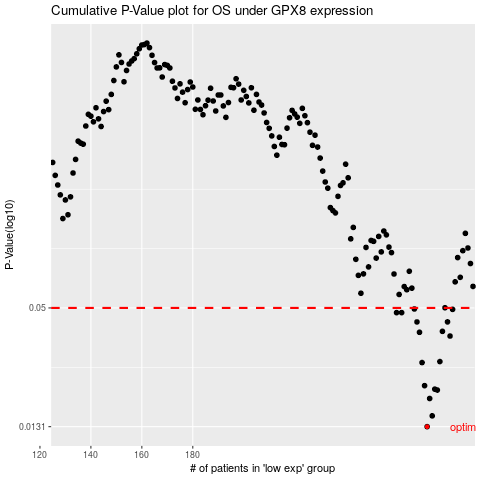 Cumulative P-Value plot for OS under GPX8 expression
P-Value(log10)
0.05
0.0131
optim
120 140 160 180
# of patients in 'low exp' group